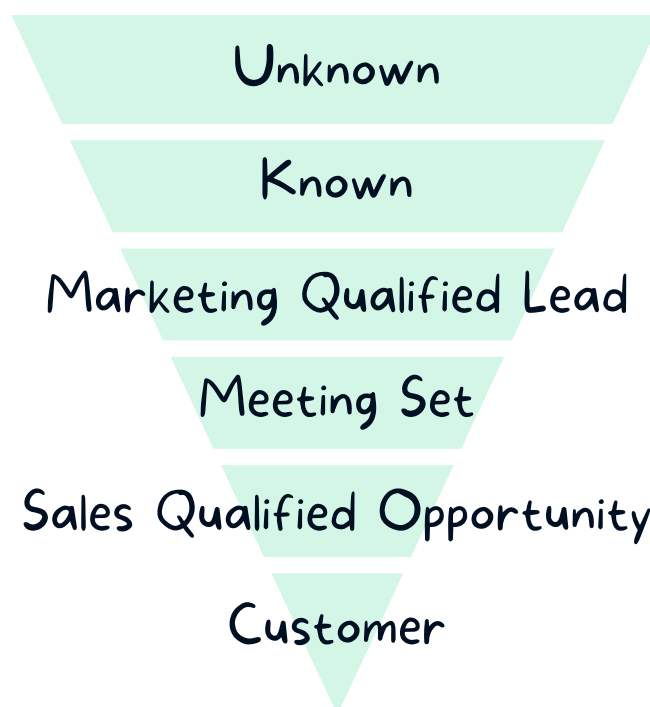 Unknown
Known
Marketing Qualified Lead
Meeting Set
Sales Qualified Opportunity
Customer